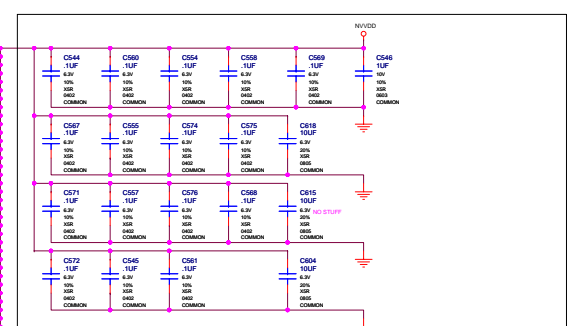 NVVDD
C544
.1UF
6.3V
10%
X5R
0402
COMMON
C560
.1UF
6.3V
10%
X5R
0402
COMMON
C554
.1UF
6.3V
10%
X5R
0402
COMMON
C558
.1UF
6.3V
10%
X5R
0402
COMMON
C569
.1UF
6.3V
10%
X5R
0402
COMMON
C546
1UF
10V
10%
X5R
0603
COMMON
C567
.1UF
6.3V
10%
X5R
0402
COMMON
C555
.1UF
6.3V
10%
X5R
0402
COMMON
C574
.1UF
6.3V
10%
X5R
0402
COMMON
C575
.1UF
6.3V
10%
X5R
0402
COMMON
C618
10UF
6.3V
20%
X5R
0805
COMMON
C571
.1UF
6.3V
10%
X5R
0402
COMMON
C557
.1UF
6.3V
10%
X5R
0402
COMMON
C576
.1UF
6.3V
10%
X5R
0402
COMMON
C568
.1UF
6.3V
10%
X5R
0402
COMMON
C615
10UF
6.3V NO STUFF
20%
X5R
0805
COMMON
C572
.1UF
6.3V
10%
X5R
0402
COMMON
C545
.1UF
6.3V
10%
X5R
0402
COMMON
C561
.1UF
6.3V
10%
X5R
0402
COMMON
C604
10UF
6.3V
20%
X5R
0805
COMMON